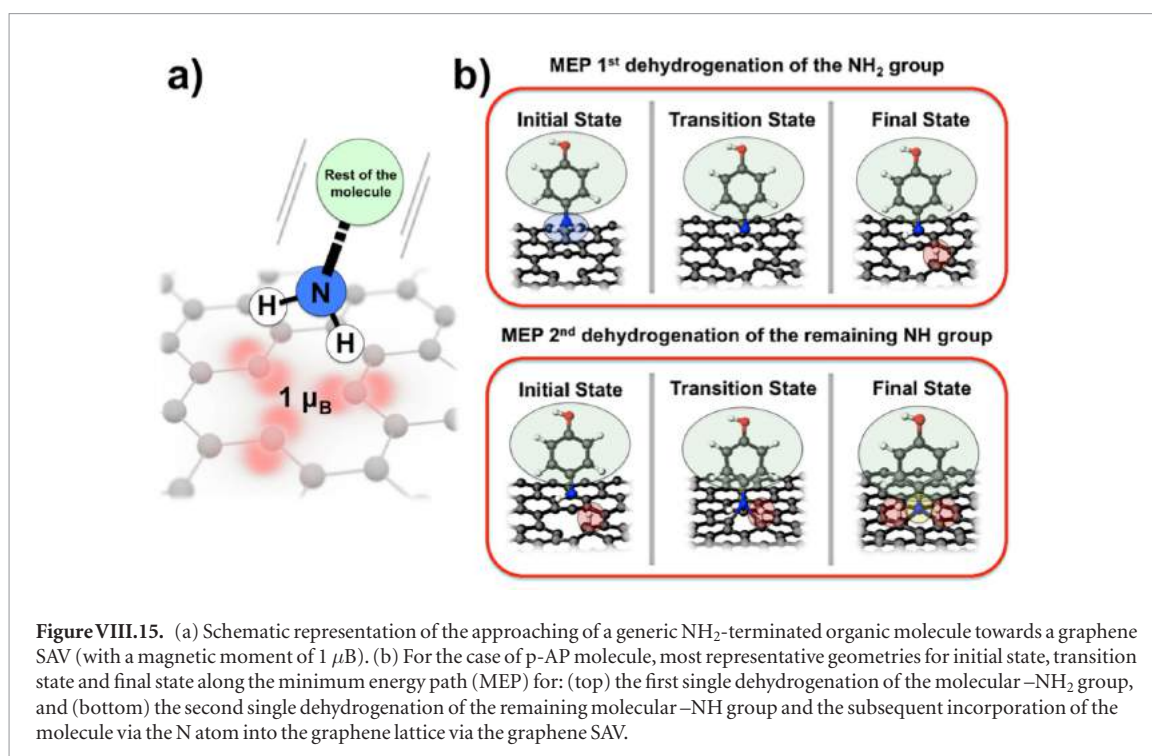 a)
Rest of the
molecule
N
H
H
1 μB
b)
MEP 1st dehydrogenation of the NH2 group
Initial State
Transition State
Final State
MEP 2nd dehydrogenation of the remaining NH group
Initial State
Transition State
Final State
Figure VIII.15. (a) Schematic representation of the approaching of a generic NH2-terminated organic molecule towards a graphene
SAV (with a magnetic moment of 1 μB). (b) For the case of p-AP molecule, most representative geometries for initial state, transition
state and final state along the minimum energy path (MEP) for: (top) the first single dehydrogenation of the molecular –NH2 group,
and (bottom) the second single dehydrogenation of the remaining molecular –NH group and the subsequent incorporation of the
molecule via the N atom into the graphene lattice via the graphene SAV.